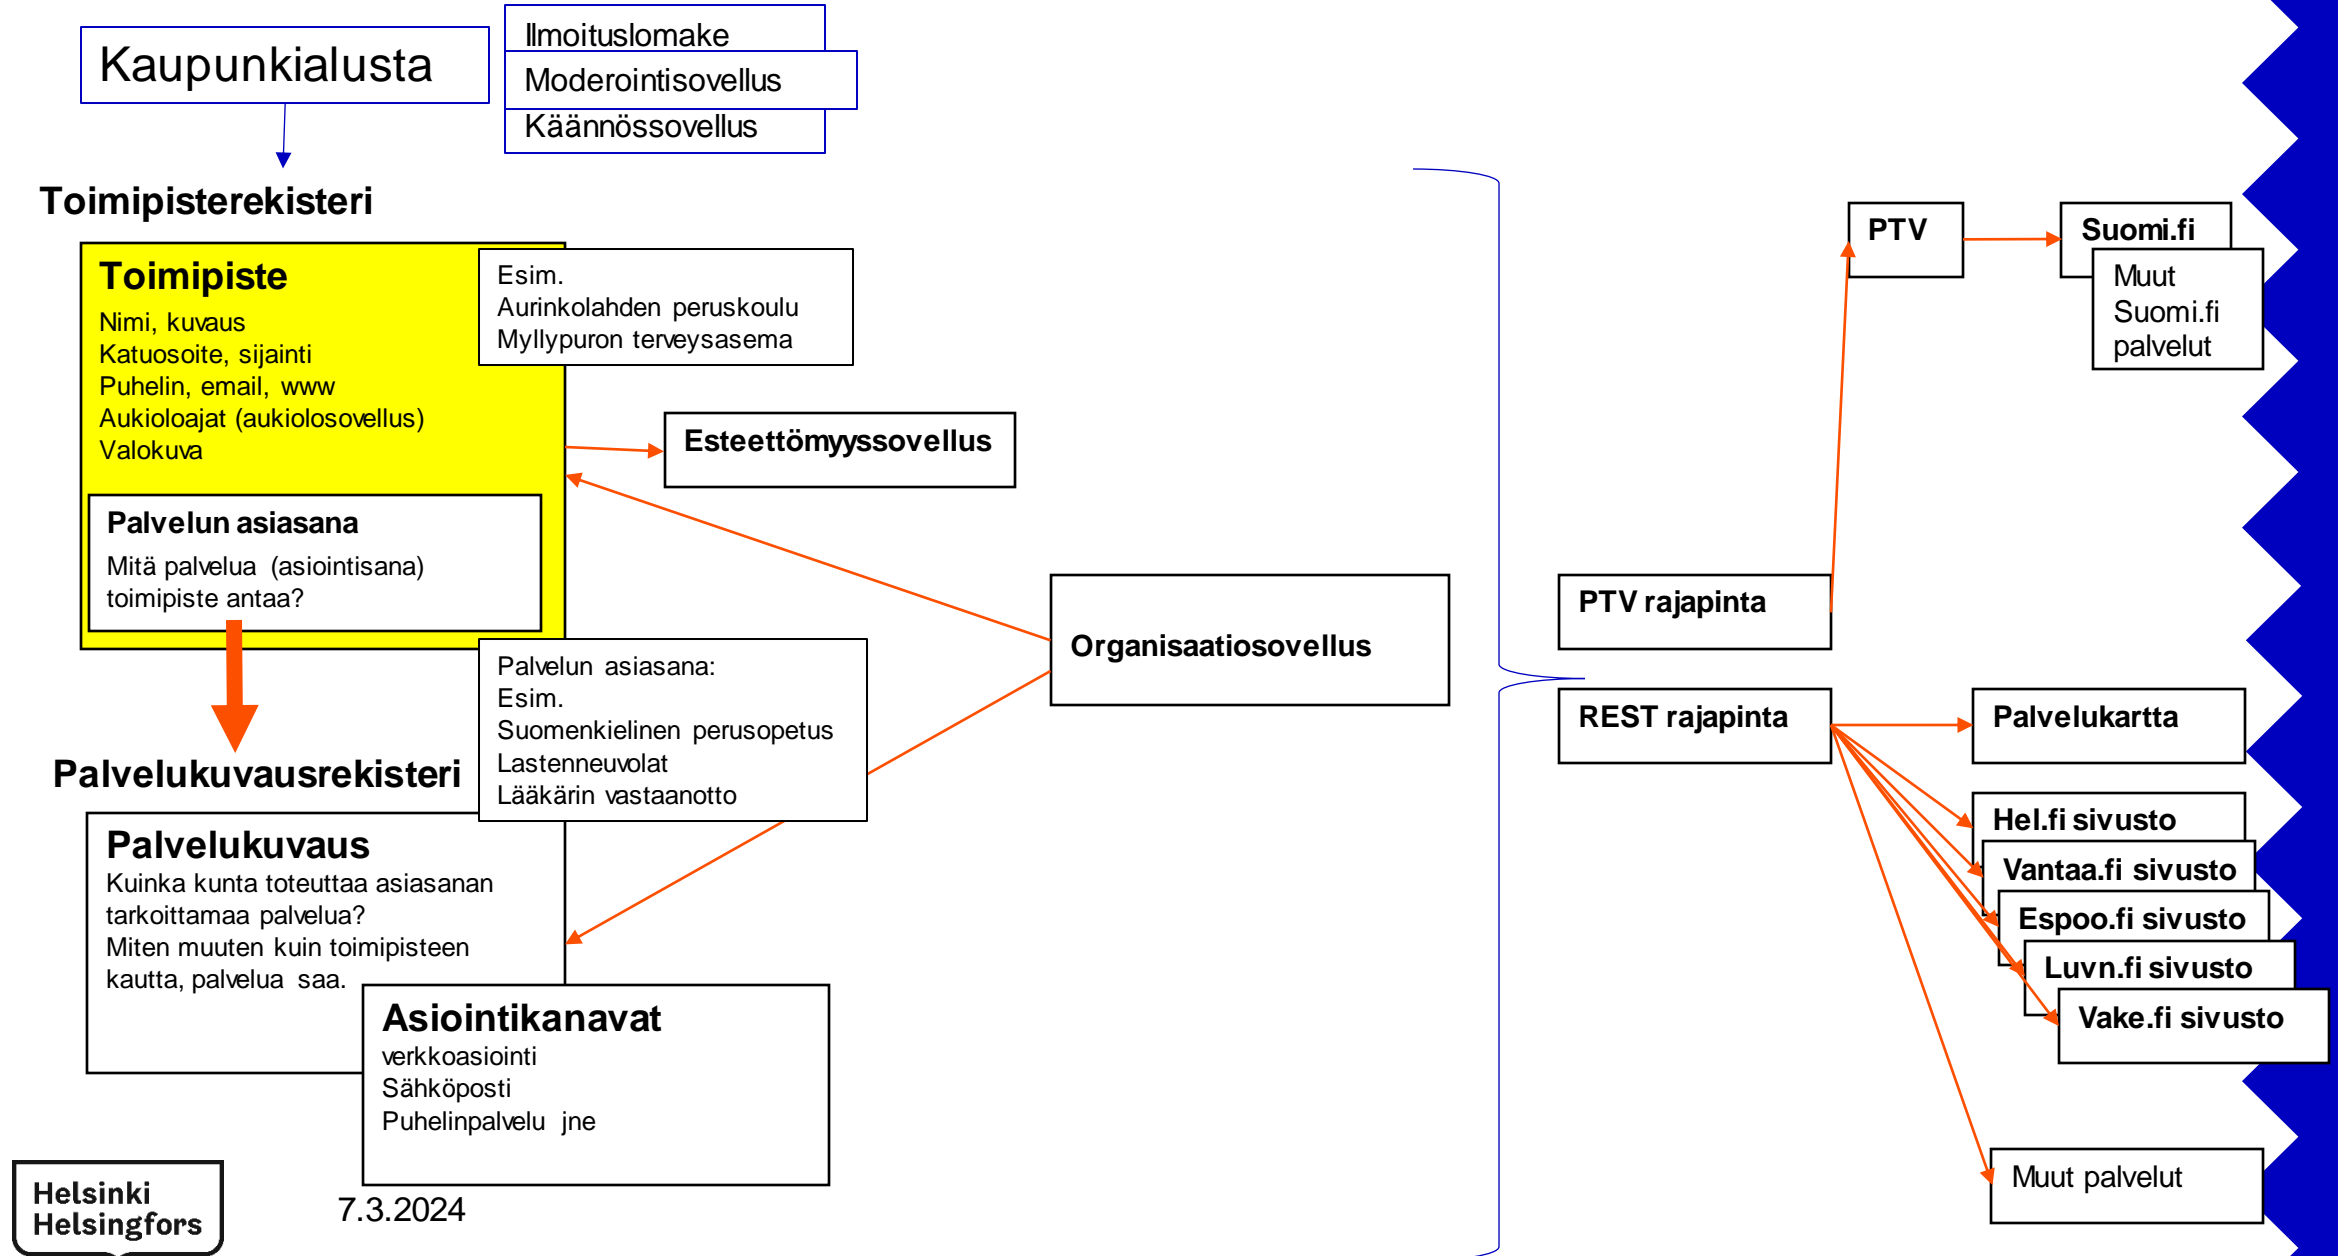 Kaupunkialusta
Ilmoituslomake
Moderointisovellus
Käännössovellus
Toimipisterekisteri
Toimipiste
Nimi, kuvaus
Katuosoite, sijainti
Puhelin, email, www
Aukioloajat (aukiolosovellus)
Valokuva
Esim.
Aurinkolahden peruskoulu
Myllypuron terveysasema
Esteettömyyssovellus
Palvelun asiasana
Mitä palvelua (asiointisana)
toimipiste antaa?
Palvelun asiasana:
Esim.
Suomenkielinen perusopetus
Lastenneuvolat
Lääkärin vastaanotto
Organisaatiosovellus
Palvelukuvausrekisteri
Palvelukuvaus
Kuinka kunta toteuttaa asiasanan
tarkoittamaa palvelua?
Miten muuten kuin toimipisteen
kautta, palvelua saa.
Asiointikanavat
verkkoasiointi
Sähköposti
Puhelinpalvelu jne
PTV
Suomi.fi
Muut
Suomi.fi
palvelut
PTV rajapinta
REST rajapinta
Palvelukartta
Hel.fi sivusto
Vantaa.fi sivusto
Espoo.fi sivusto
Luvn.fi sivusto
Vake.fi sivusto
Muut palvelut
Helsinki
Helsingfors
7.3.2024